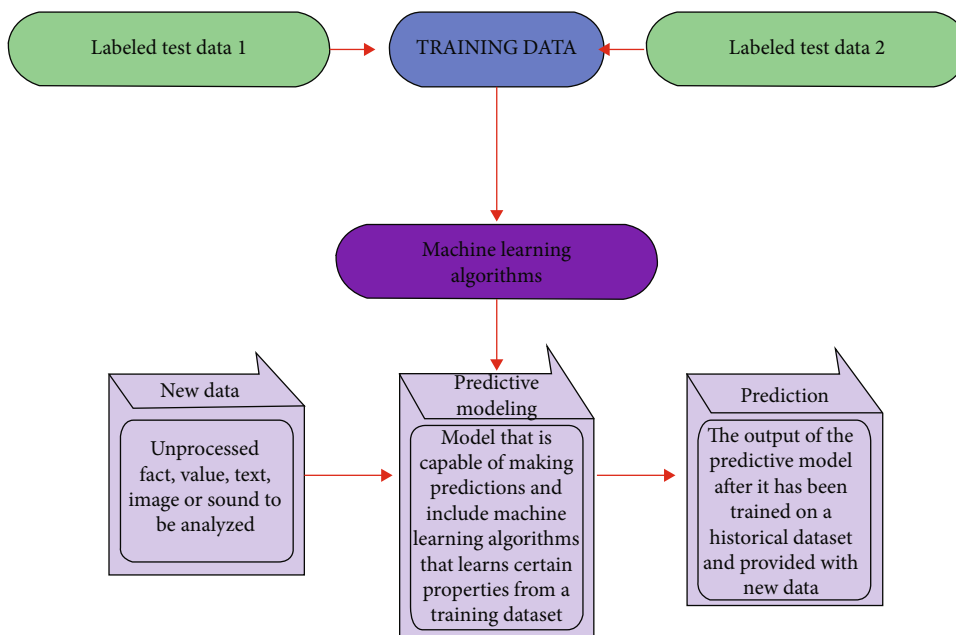 Labeled test data 1
TRAINING DATA
Labeled test data 2
Machine learning
algorithms
New data
Unprocessed
fact, value, text,
image or sound to
be analyzed
Predictive
modeling
Model that is
capable of making
predictions and
include machine
learning algorithms
that learns certain
properties from a
training dataset
Prediction
The output of the
predictive model
after it has been
trained on a
historical dataset
and provided with
new data